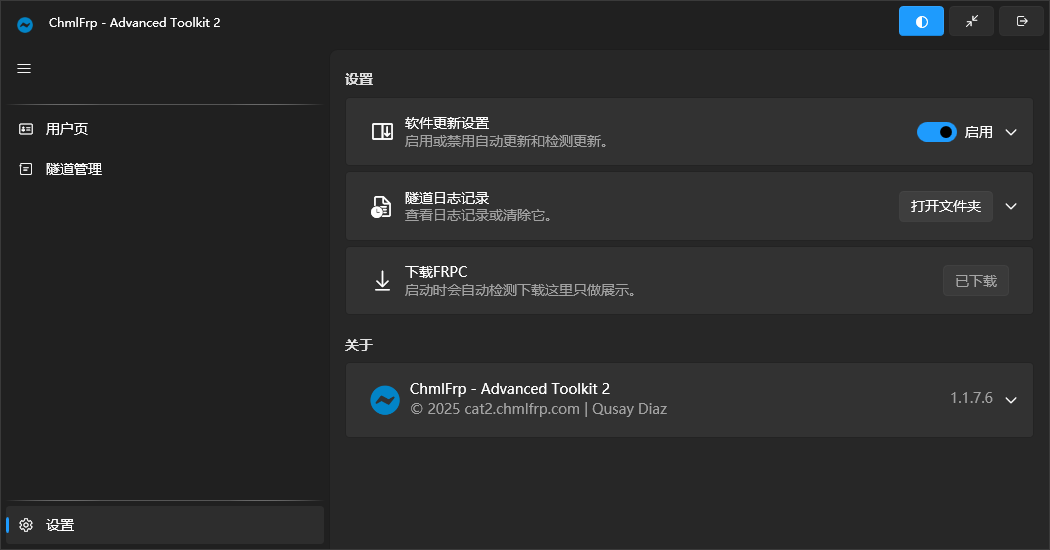 ChmlFrp - Advanced Toolkit 2
用户页
隧道管理
设置
设置
软件更新设置
启用或禁用自动更新和检测更新。
启用
隧道日志记录
查看日志记录或清除它。
打开文件夹
下载FRPC
启动时会自动检测下载这里只做展示。
已下载
关于
ChmlFrp - Advanced Toolkit 2
© 2025 cat2.chmlfrp.com | Qusay Diaz
1.1.7.6